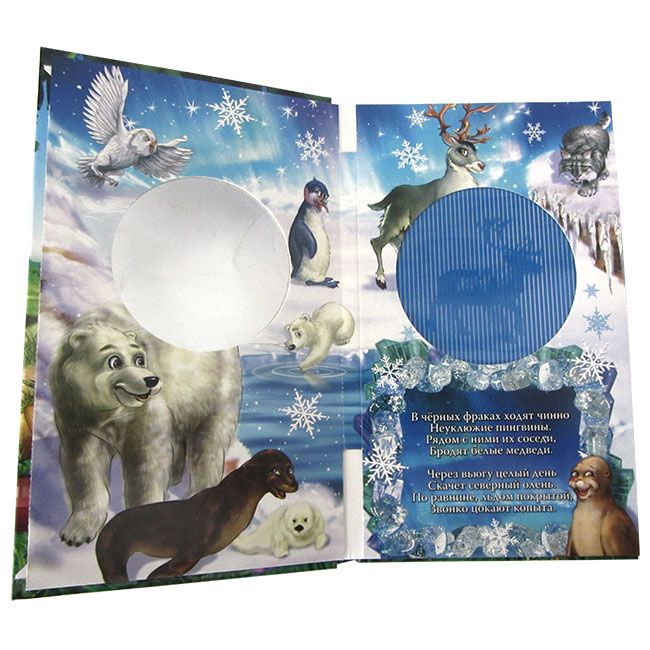 В чёрных фраках ходят чинно
Неуклюжие пингвины.
Рядом с ними их соседи,
Бродят белые медведи.
Через вьюгу целый день
Скачет северный олень.
По равнине, льдом покрытой,
Звонко цокают копыта.